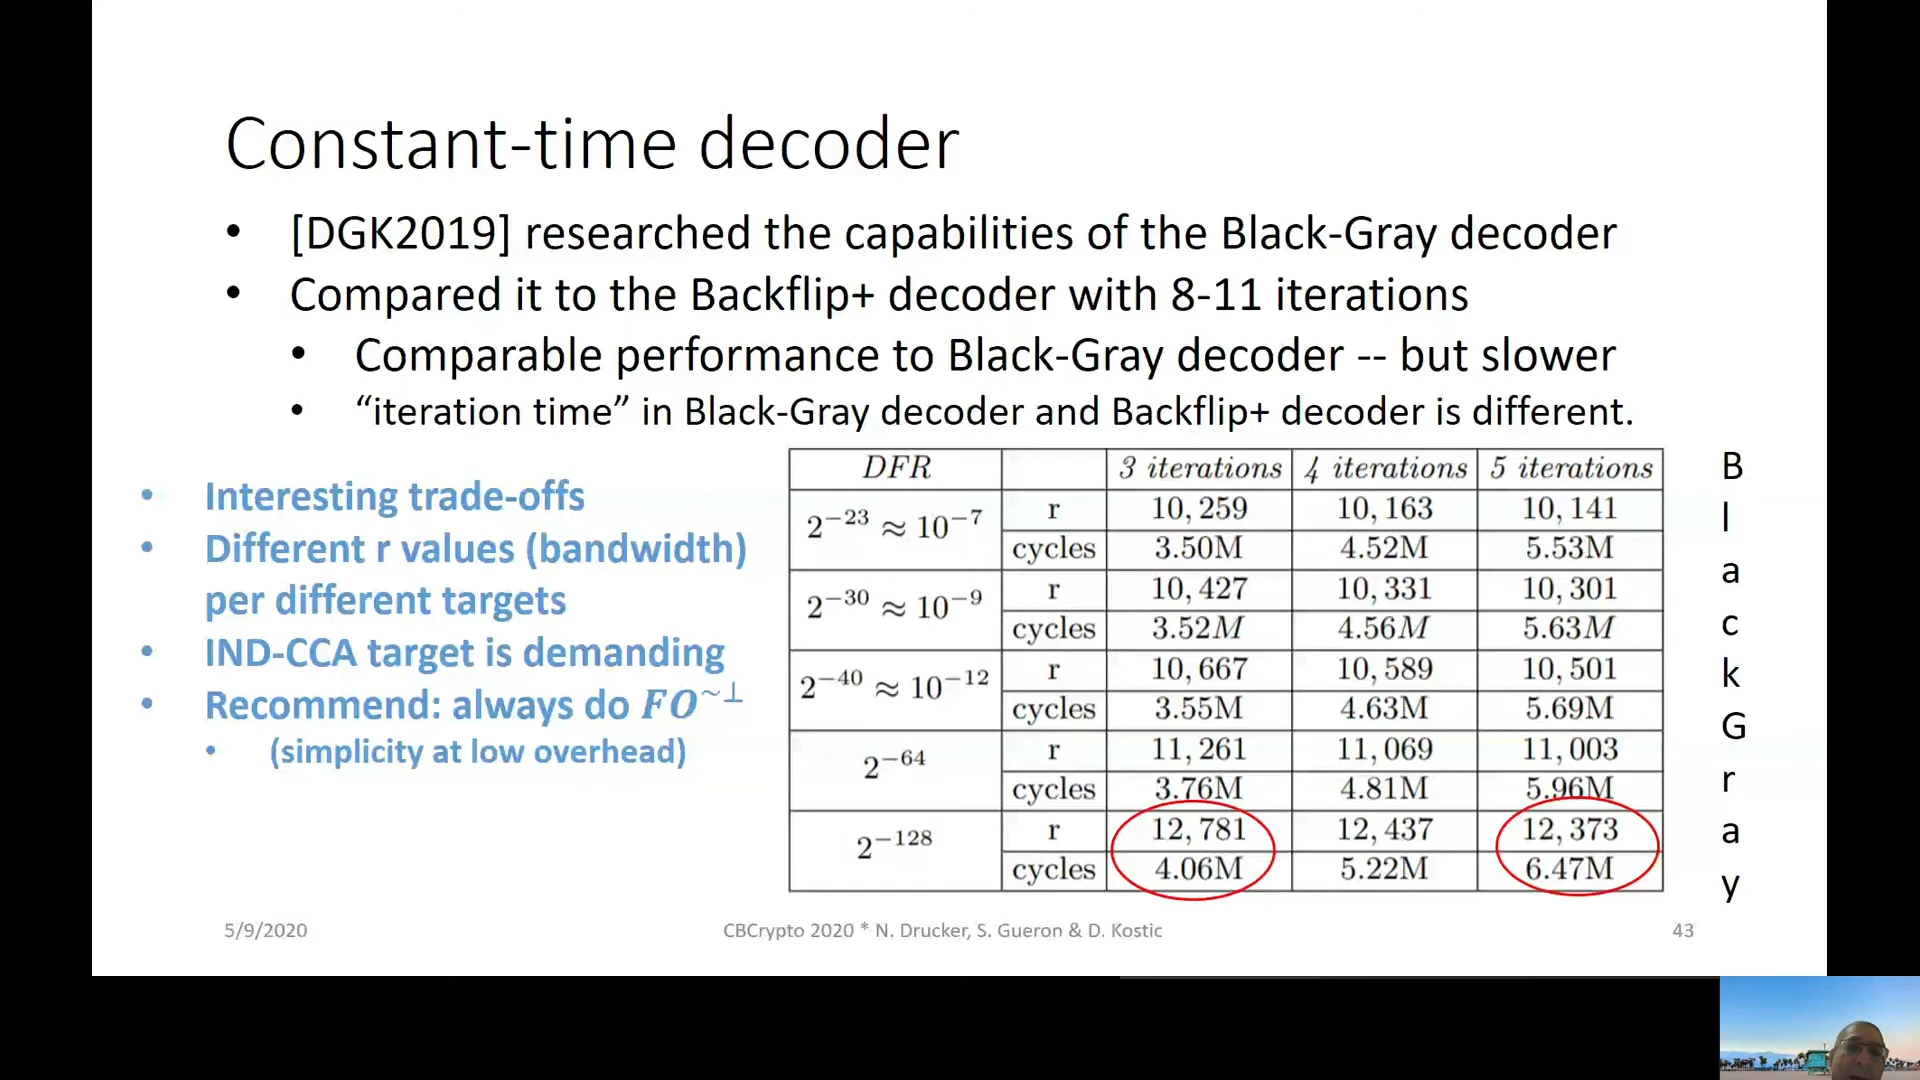 Constant-time decoder
• [DGK2019] researched the capabilities of the Black-Gray decoder
• Compared it to the Backflip+ decoder with 8-11 iterations
• Comparable performance to Black-Gray decoder -- but slower
• “iteration time” in Black-Gray decoder and Backflip+ decoder is different.
• Interesting trade-offs
• Different r values (bandwidth)
per different targets
• IND-CCA target is demanding
• Recommend: always do FO^~⊥
• (simplicity at low overhead)
DFR 3 iterations 4 iterations 5 iterations
2^−23 ≈ 10^−7 r 10, 259 10, 163 10, 141
cycles 3.50M 4.52M 5.53M
2^−30 ≈ 10^−9 r 10, 427 10, 331 10, 301
cycles 3.52M 4.56M 5.63M
2^−40 ≈ 10^−12 r 10, 667 10, 589 10, 501
cycles 3.55M 4.63M 5.69M
2^−64 r 11, 261 11, 069 11, 003
cycles 3.76M 4.81M 5.96M
2^−128 r 12, 781 12, 437 12, 373
cycles 4.06M 5.22M 6.47M
B
l
a
c
k
G
r
a
y
5/9/2020 CBCrypto 2020 * N. Drucker, S. Gueron & D. Kostic 43